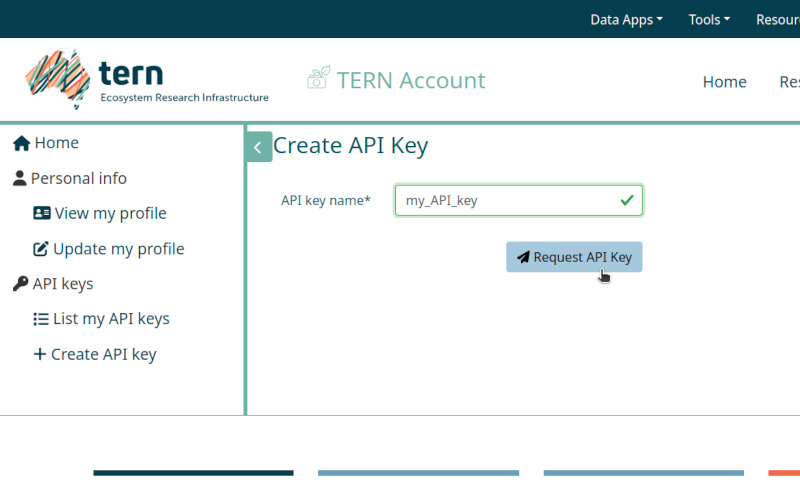 Data Apps Tools
tern
Ecosystem Research Infrastructure
TERN Account
Home
Home
Create API Key
Personal info
API key name*
my_API_key
View my profile
Update my profile
Request API Key
API keys
List my API keys
Create API key